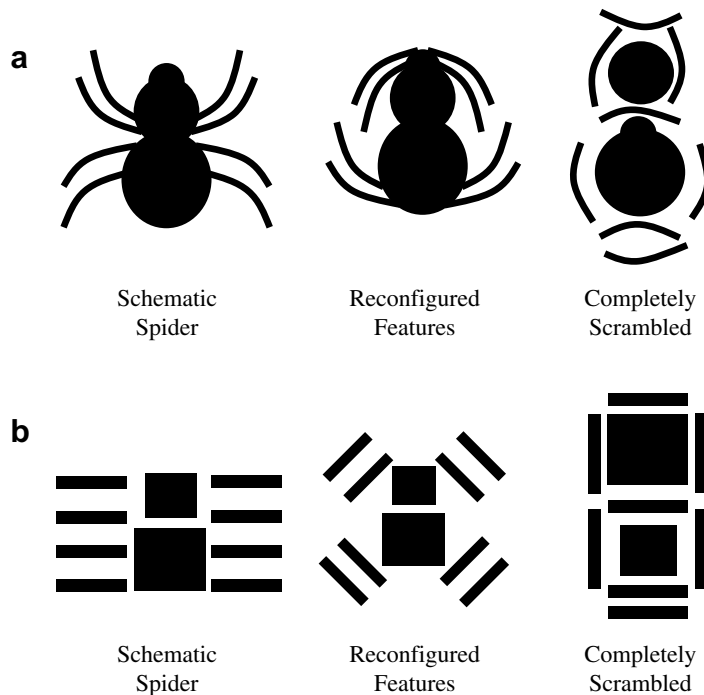 a
Schematic Reconfigured Completely
Spider Features Scrambled
b
Schematic Reconfigured Completely
Spider Features Scrambled